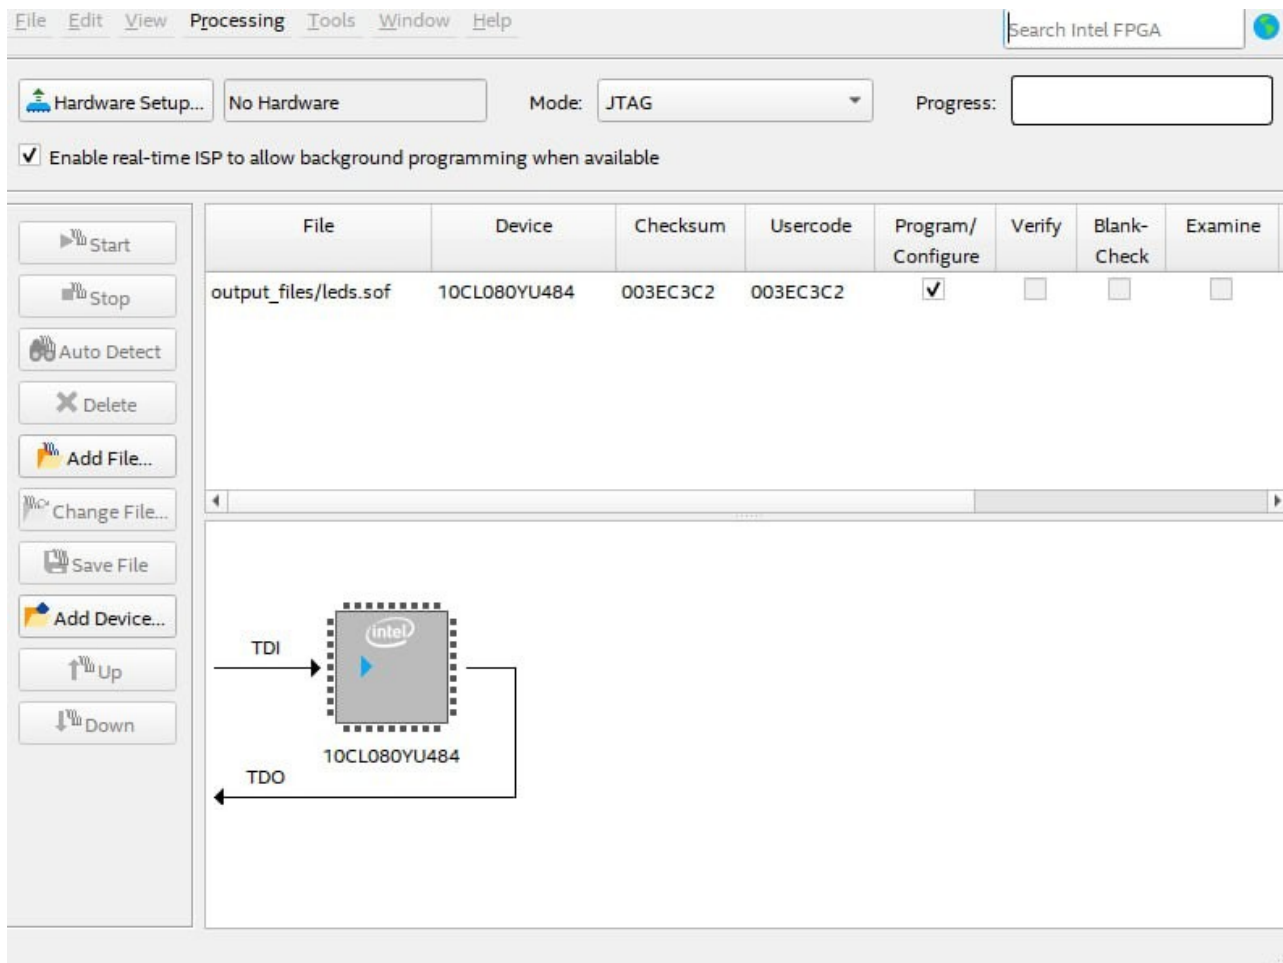 File Edit View Processing Tools Window Help
Search Intel FPGA
Hardware Setup... No Hardware Mode: JTAG Progress:
Enable real-time ISP to allow background programming when available
File Device Checksum Usercode Program/ Verify Blank- Examine
Configure Check
output_files/leds.sof 10CL080YU484 003EC3C2 003EC3C2
Start
Stop
Auto Detect
Delete
Add File...
Change File...
Save File
Add Device...
Up
Down
intel
TDI
10CL080YU484
TDO